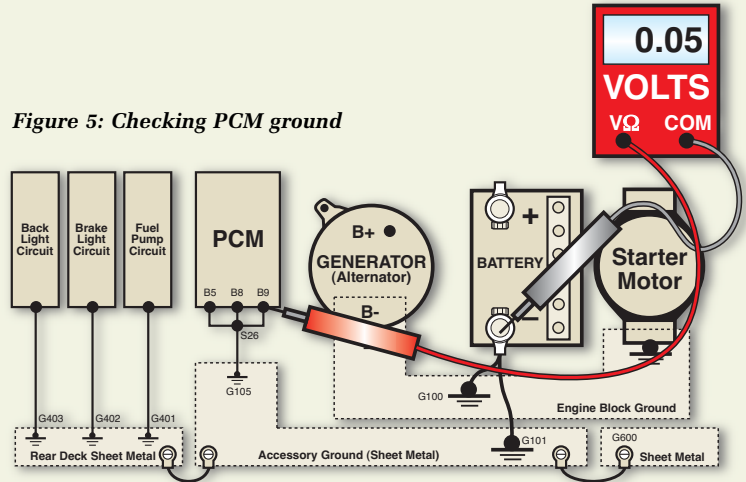 0.05
VOLTS
VΩ COM
Figure 5: Checking PCM ground
Back
Light
Circuit
Brake
Light
Circuit
Fuel
Pump
Circuit
PCM
B5 B8 B9
S26
G105
B+
GENERATOR
(Alternator)
B-
+
BATTERY
–
Starter
Motor
G100
Engine Block Ground
G403
G402
G401
G101
G600
Rear Deck Sheet Metal
Accessory Ground (Sheet Metal)
Sheet Metal